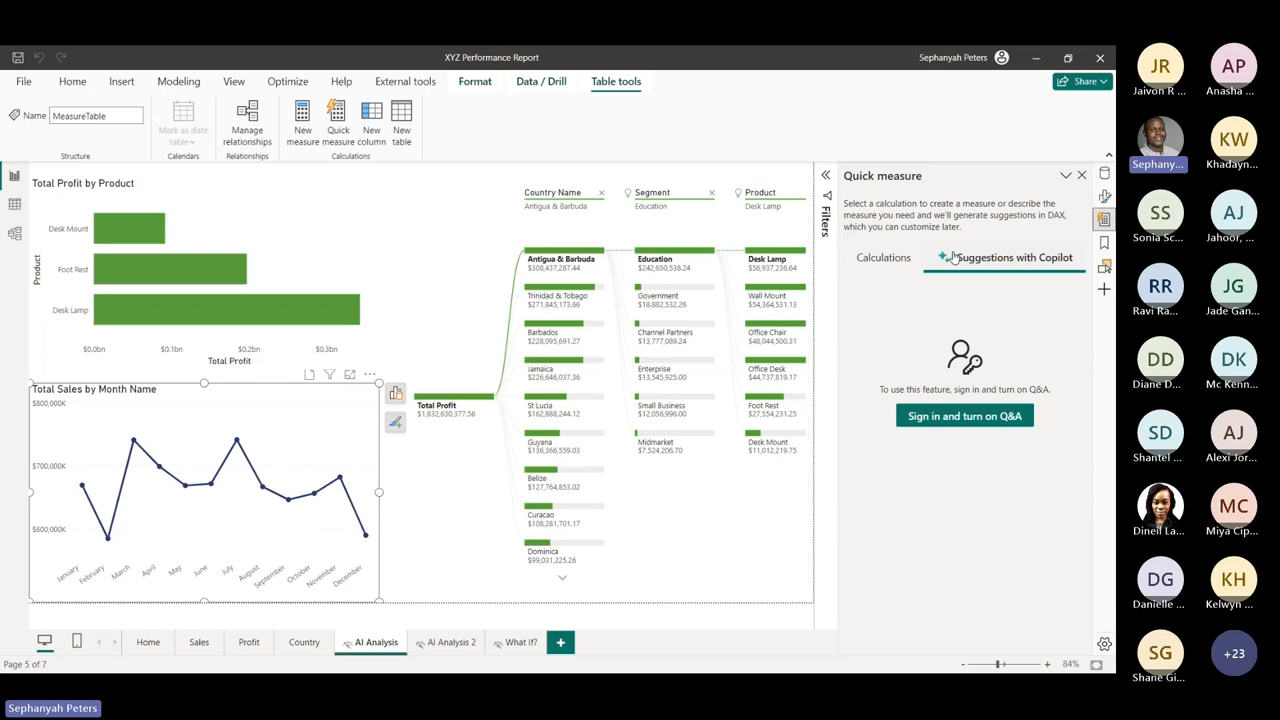 XYZ Performance Report
Sephanyah Peters
File
Home
Insert
Modeling
View
Optimize
Help
External tools
Format
Data / Drill
Table tools
Share
Name
MeasureTable
Mark as date
table
Manage
relationships
New
measure
Quick
measure
New
column
New
table
Structure
Calendars
Relationships
Calculations
Total Profit by Product
Product
Desk Mount
Foot Rest
Desk Lamp
$0.0bn
$0.1bn
$0.2bn
$0.3bn
Total Profit
Total Sales by Month Name
$800,000K
$700,000K
$600,000K
January
February
March
April
May
June
July
August
September
October
November
December
Total Profit
$1,832,630,377.56
Country Name
Antigua & Barbuda
Antigua & Barbuda
$308,437,287.44
Trinidad & Tobago
$271,845,173.66
Barbados
$228,095,691.27
Jamaica
$226,646,037.36
St Lucia
$162,888,244.12
Guyana
$136,366,559.03
Belize
$127,764,853.02
Curacao
$108,281,701.17
Dominica
$99,031,225.26
Segment
Education
Education
$242,650,538.24
Government
$18,882,532.26
Channel Partners
$13,777,089.24
Enterprise
$13,545,925.00
Small Business
$12,056,996.00
Midmarket
$7,524,206.70
Product
Desk Lamp
Desk Lamp
$56,937,236.64
Wall Mount
$54,364,531.13
Office Chair
$48,044,500.31
Office Desk
$44,737,819.17
Foot Rest
$27,554,231.25
Desk Mount
$11,012,219.75
Filters
Quick measure
Select a calculation to create a measure or describe the
measure you need and we'll generate suggestions in DAX,
which you can customize later.
Calculations
Suggestions with Copilot
To use this feature, sign in and turn on Q&A.
Sign in and turn on Q&A
Home
Sales
Profit
Country
AI Analysis
AI Analysis 2
What If?
Page 5 of 7
84%
JR
Jaivon R ...
AP
Anasha ...
Sephany...
KW
Khadayn...
SS
Sonia Sc...
AJ
Jahoor, ...
RR
Ravi Ra...
JG
Jade Gan...
DD
Diane D...
DK
Mc Kenn...
SD
Shantel ...
AJ
Alexi Jor...
Dineil La...
MC
Miya Cip...
DG
Danielle ...
KH
Kelwyn ...
SG
Shane Gi...
+23
Sephanyah Peters